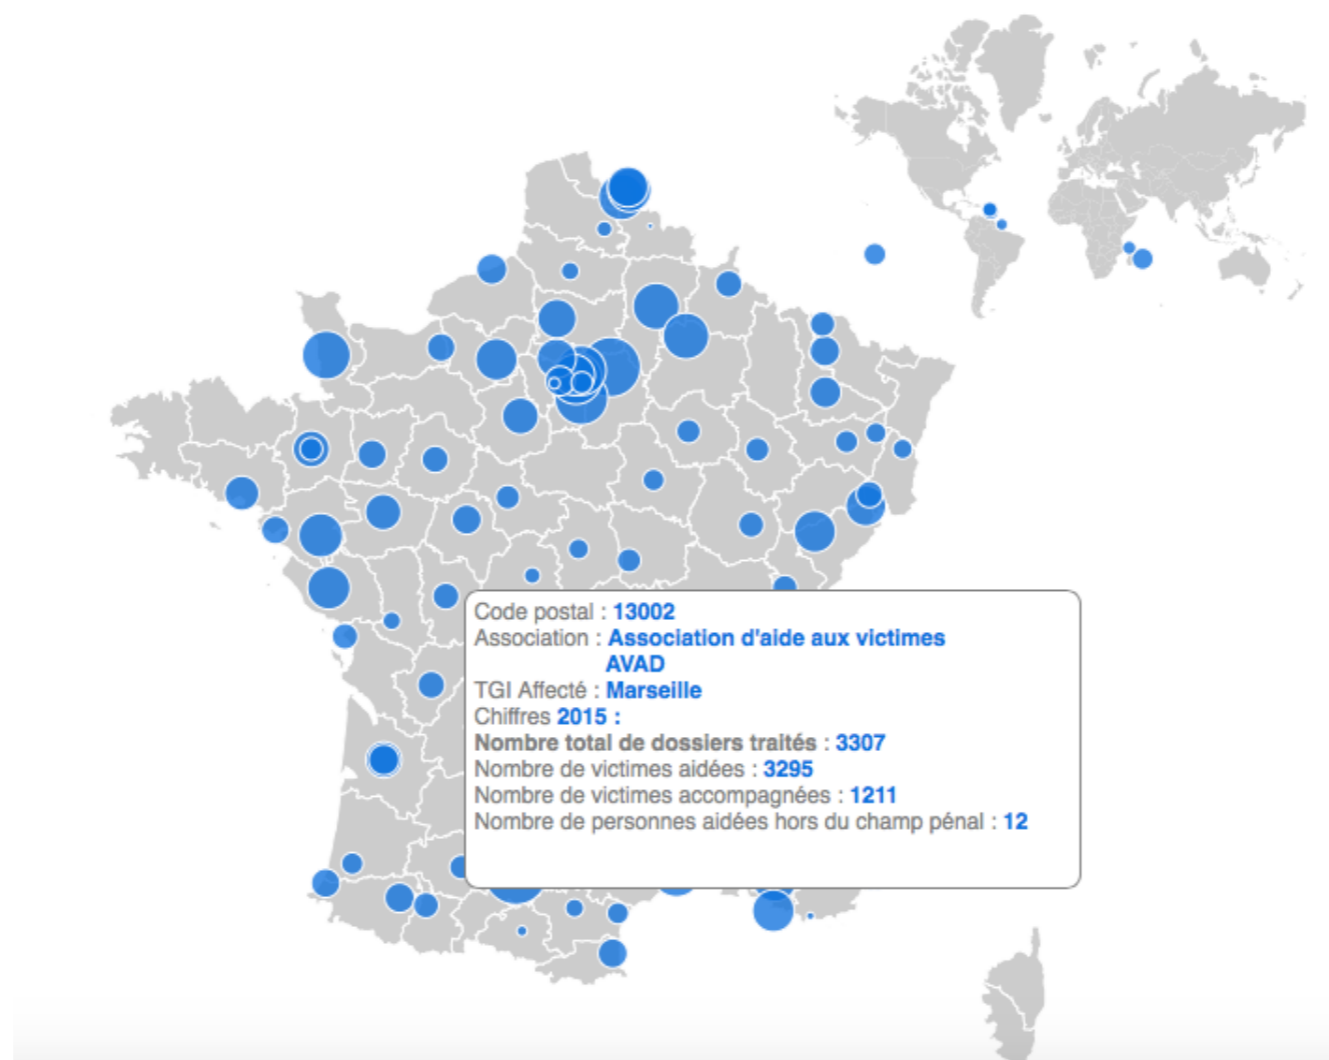 Code postal : 13002
Association : Association d'aide aux victimes
AVAD
TGI Affecté : Marseille
Chiffres 2015 :
Nombre total de dossiers traités : 3307
Nombre de victimes aidées : 3295
Nombre de victimes accompagnées : 1211
Nombre de personnes aidées hors du champ pénal : 12